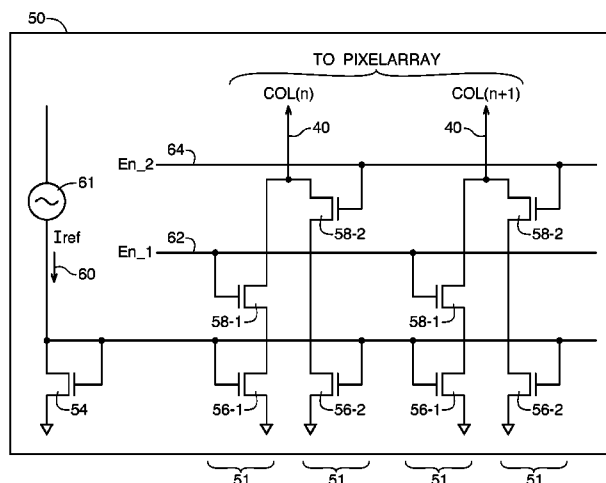 50
TO PIXELARRAY
COL(n) COL(n+1)
40 40
En_2 64
61
58-2 58-2
Iref
62
En_1
60
58-1 58-1
54 56-1 56-2 56-1 56-2
51 51 51 51